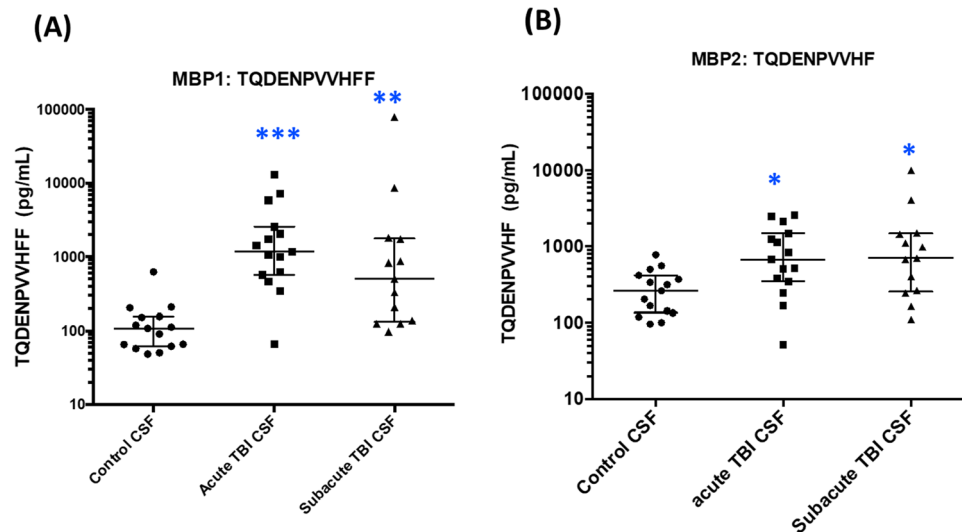 (A)
MBP1: TQDENPVVHFF
TQDENPVVHFF (pg/mL)
100000
10000
1000
100
10
***
**
Control CSF
Acute TBI CSF
Subacute TBI CSF
(B)
MBP2: TQDENPVVHF
TQDENPVVHF (pg/mL)
100000
10000
1000
100
10
*
*
Control CSF
acute TBI CSF
Subacute TBI CSF